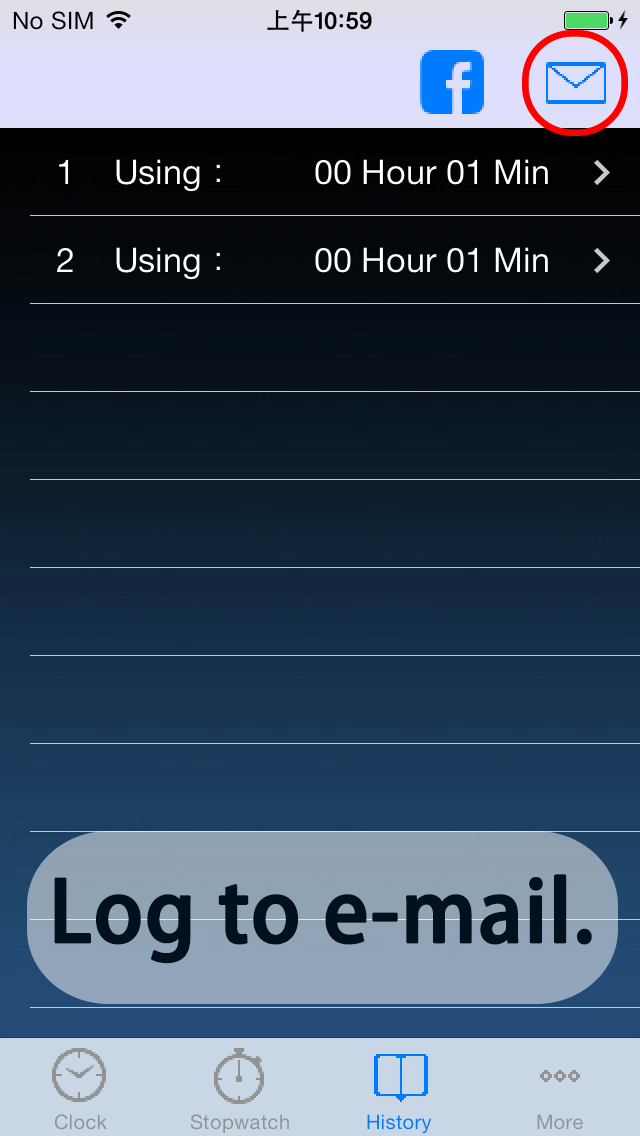 No SIM 上午10:59
1 Using： 00 Hour 01 Min
2 Using： 00 Hour 01 Min
Log to e-mail.
Clock Stopwatch History More